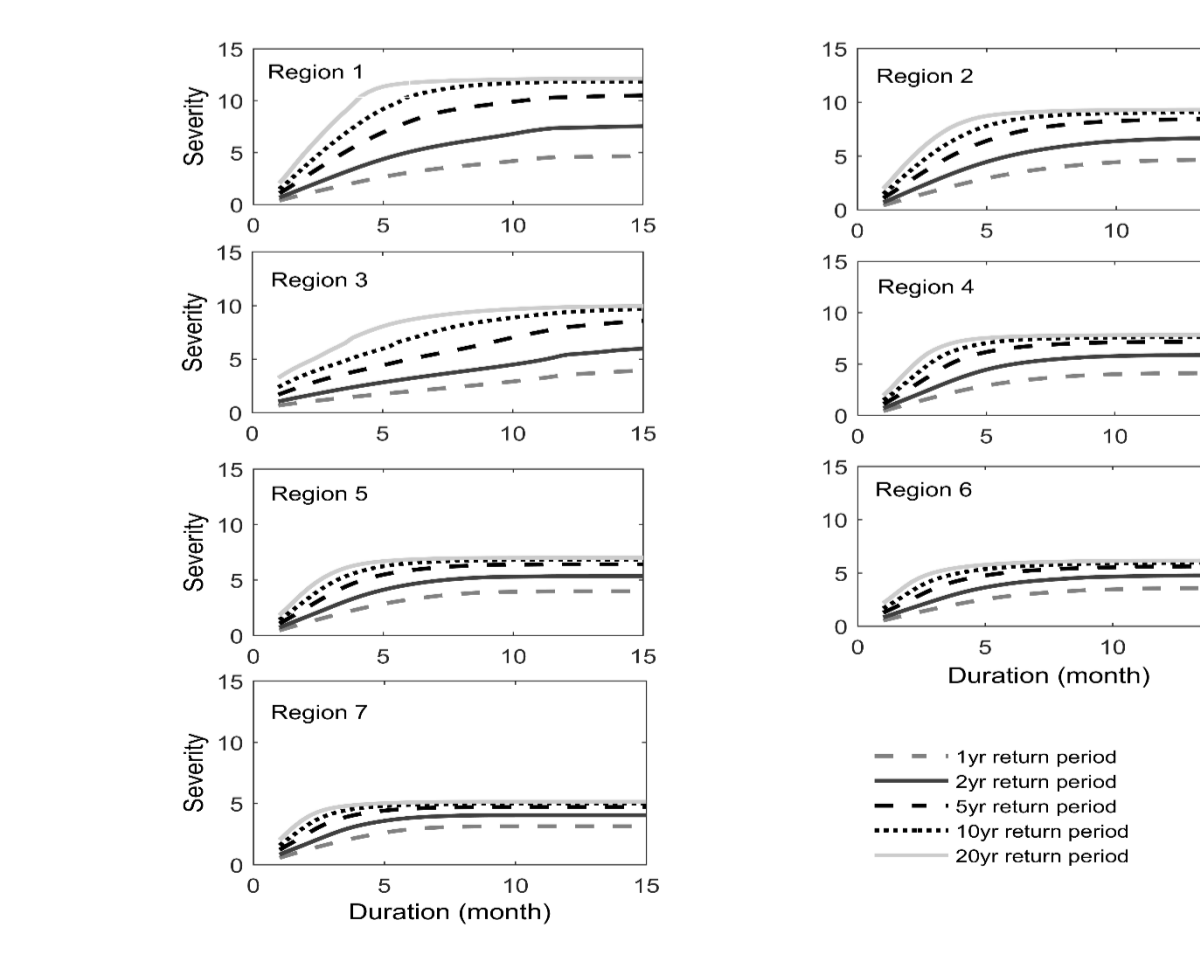 15
Region 1
10
Severity
5
0
0 5 10 15
15
Region 2
10
5
0
0 5 10
15
Region 3
10
Severity
5
0
0 5 10 15
15
Region 4
10
5
0
0 5 10
15
Region 5
10
Severity
5
0
0 5 10 15
15
Region 6
10
5
0
0 5 10
Duration (month)
15
Region 7
10
Severity
5
0
0 5 10 15
Duration (month)
1yr return period
2yr return period
5yr return period
10yr return period
20yr return period